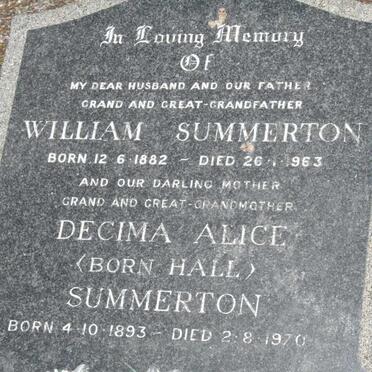 In Loving Memory
Of
MY DEAR HUSBAND AND OUR FATHER
GRAND AND GREAT-GRANDFATHER
WILLIAM SUMMERTON
BORN 12·6·1882 – DIED 26·1·1963
AND OUR DARLING MOTHER
GRAND AND GREAT-GRANDMOTHER
DECIMA ALICE
(BORN HALL)
SUMMERTON
BORN 4·10·1893 – DIED 2·8·1970